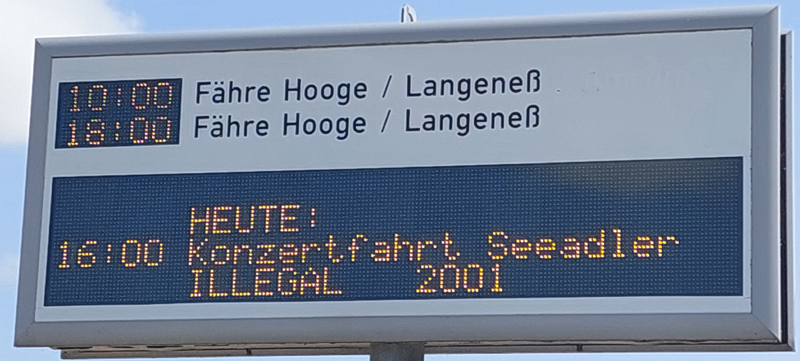 10:00 Fähre Hooge / Langeneß
18:00 Fähre Hooge / Langeneß
HEUTE:
16:00 Konzertfahrt Seeadler
ILLEGAL 2001